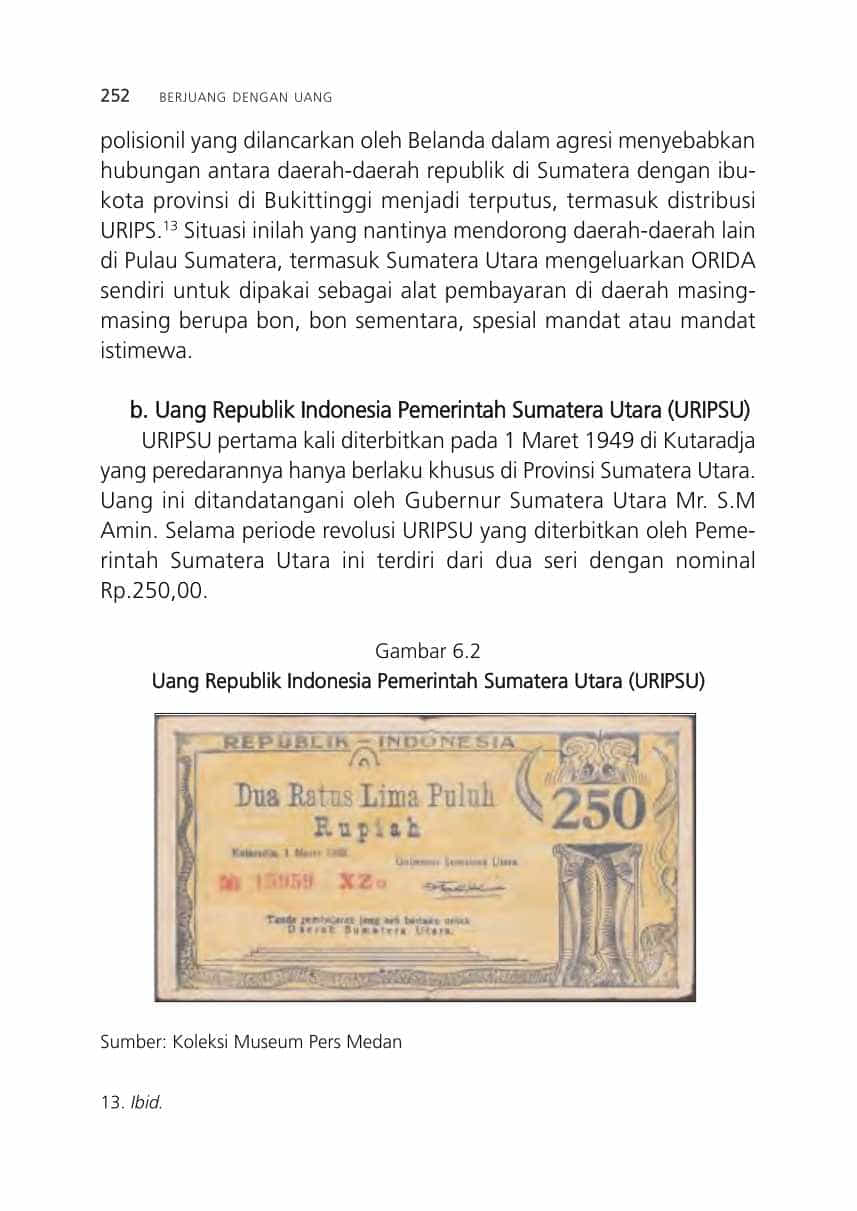 252 BERJUANG DENGAN UANG
polisionil yang dilancarkan oleh Belanda dalam agresi menyebabkan
hubungan antara daerah-daerah republik di Sumatera dengan ibu-
kota provinsi di Bukittinggi menjadi terputus, termasuk distribusi
URIPS.¹³ Situasi inilah yang nantinya mendorong daerah-daerah lain
di Pulau Sumatera, termasuk Sumatera Utara mengeluarkan ORIDA
sendiri untuk dipakai sebagai alat pembayaran di daerah masing-
masing berupa bon, bon sementara, spesial mandat atau mandat
istimewa.
b. Uang Republik Indonesia Pemerintah Sumatera Utara (URIPSU)
URIPSU pertama kali diterbitkan pada 1 Maret 1949 di Kutaradja
yang peredarannya hanya berlaku khusus di Provinsi Sumatera Utara.
Uang ini ditandatangani oleh Gubernur Sumatera Utara Mr. S.M
Amin. Selama periode revolusi URIPSU yang diterbitkan oleh Peme-
rintah Sumatera Utara ini terdiri dari dua seri dengan nominal
Rp.250,00.
Gambar 6.2
Uang Republik Indonesia Pemerintah Sumatera Utara (URIPSU)
REPUBLIK - INDONESIA
Dua Ratus Lima Puluh
Rupiah
250
1 Maret
Gubernur Sumatera Utara
15959 XZ
Tanda pembajaran jang sah berlaku untuk
Daerah Sumatera Utara.
Sumber: Koleksi Museum Pers Medan
13. Ibid.